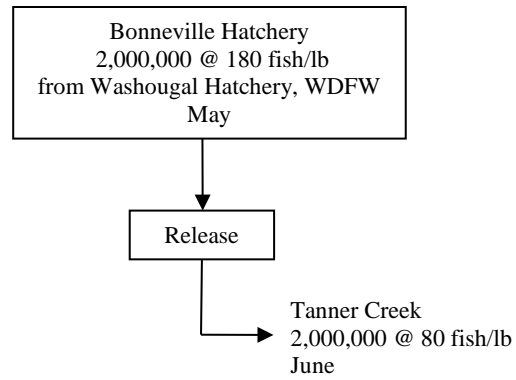 Bonneville Hatchery
2,000,000 @ 180 fish/lb
from Washougal Hatchery, WDFW
May
Release
Tanner Creek
2,000,000 @ 80 fish/lb
June